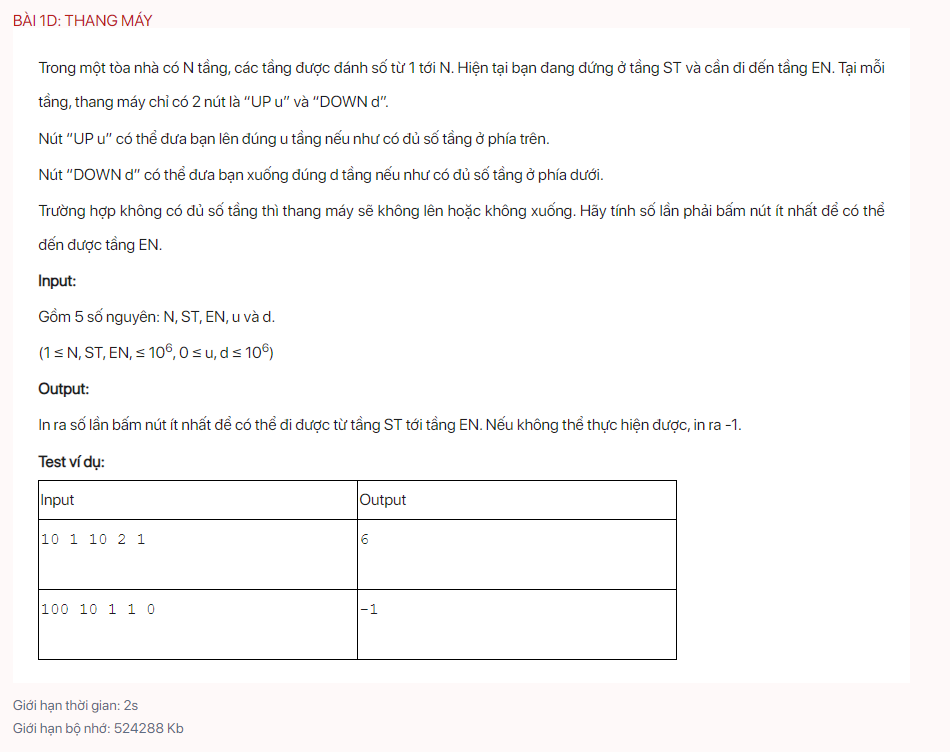 BÀI 1D: THANG MÁY
Trong một tòa nhà có N tầng, các tầng được đánh số từ 1 tới N. Hiện tại bạn đang đứng ở tầng ST và cần đi đến tầng EN. Tại mỗi
tầng, thang máy chỉ có 2 nút là “UP u” và “DOWN d”.
Nút “UP u” có thể đưa bạn lên đúng u tầng nếu như có đủ số tầng ở phía trên.
Nút “DOWN d” có thể đưa bạn xuống đúng d tầng nếu như có đủ số tầng ở phía dưới.
Trường hợp không có đủ số tầng thì thang máy sẽ không lên hoặc không xuống. Hãy tính số lần phải bấm nút ít nhất để có thể
đến được tầng EN.
Input:
Gồm 5 số nguyên: N, ST, EN, u và d.
(1 ≤ N, ST, EN, ≤ 10⁶, 0 ≤ u, d ≤ 10⁶)
Output:
In ra số lần bấm nút ít nhất để có thể đi được từ tầng ST tới tầng EN. Nếu không thể thực hiện được, in ra -1.
Test ví dụ:
Input Output
10 1 10 2 1 6
100 10 1 1 0 -1
Giới hạn thời gian: 2s
Giới hạn bộ nhớ: 524288 Kb